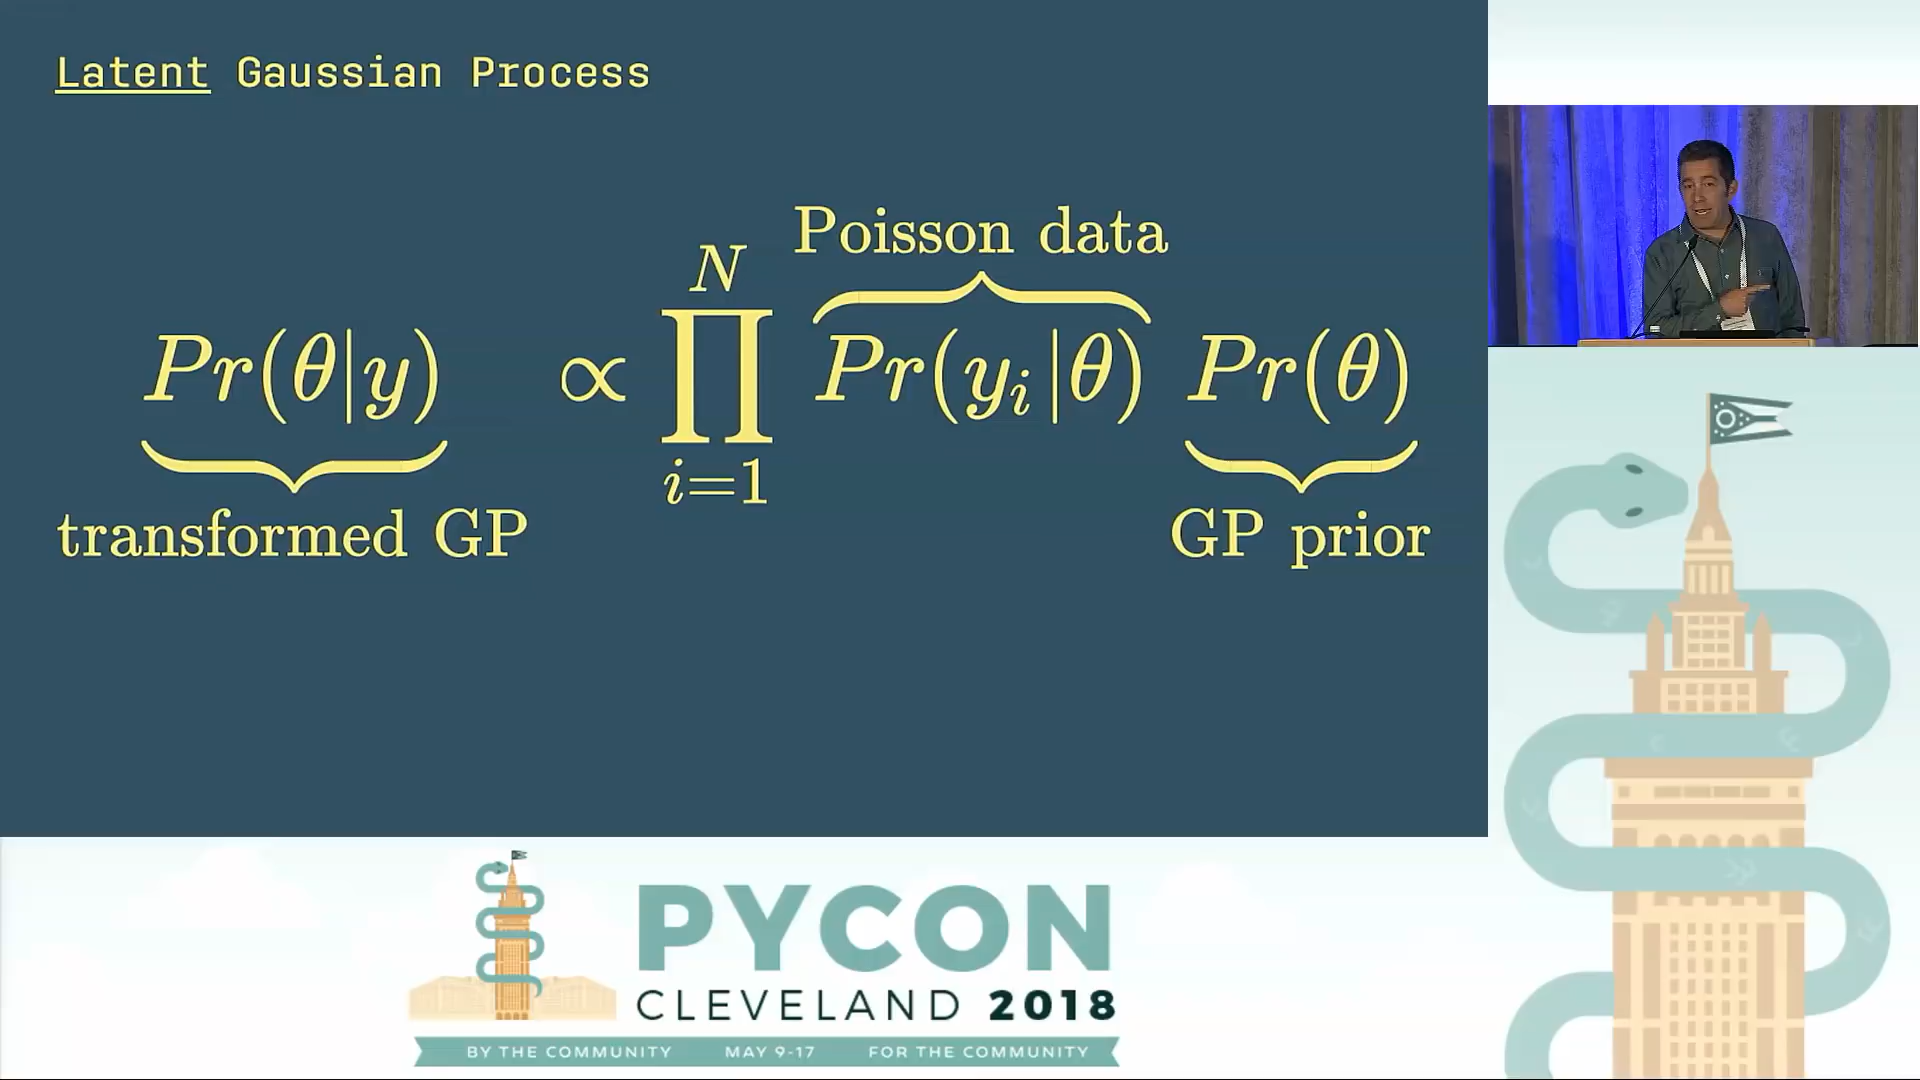 Latent Gaussian Process
Poisson data
Pr(θ|y) ∝ ∏_{i=1}^{N} Pr(y_i|θ) Pr(θ)
transformed GP
GP prior
PYCON
CLEVELAND 2018
BY THE COMMUNITY MAY 9-17 FOR THE COMMUNITY